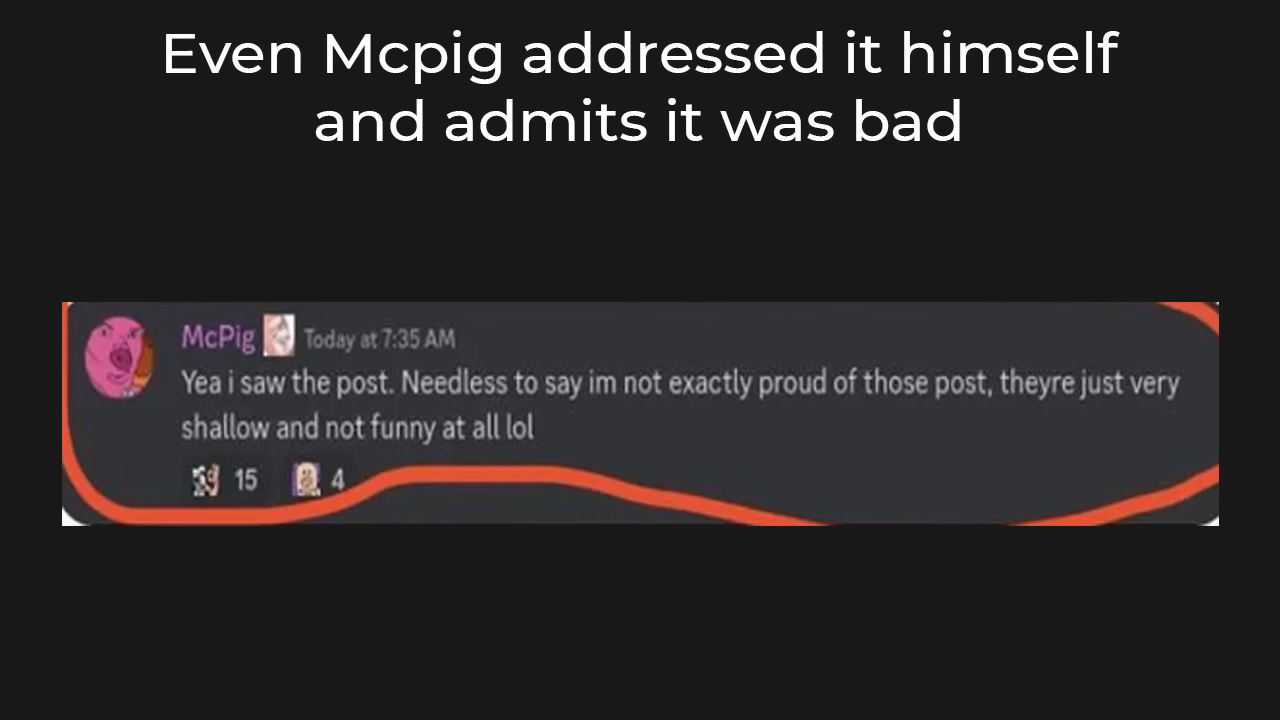 Even Mcpig addressed it himself
and admits it was bad
McPig Today at 7:35 AM
Yea i saw the post. Needless to say im not exactly proud of those post, theyre just very
shallow and not funny at all lol
15 4